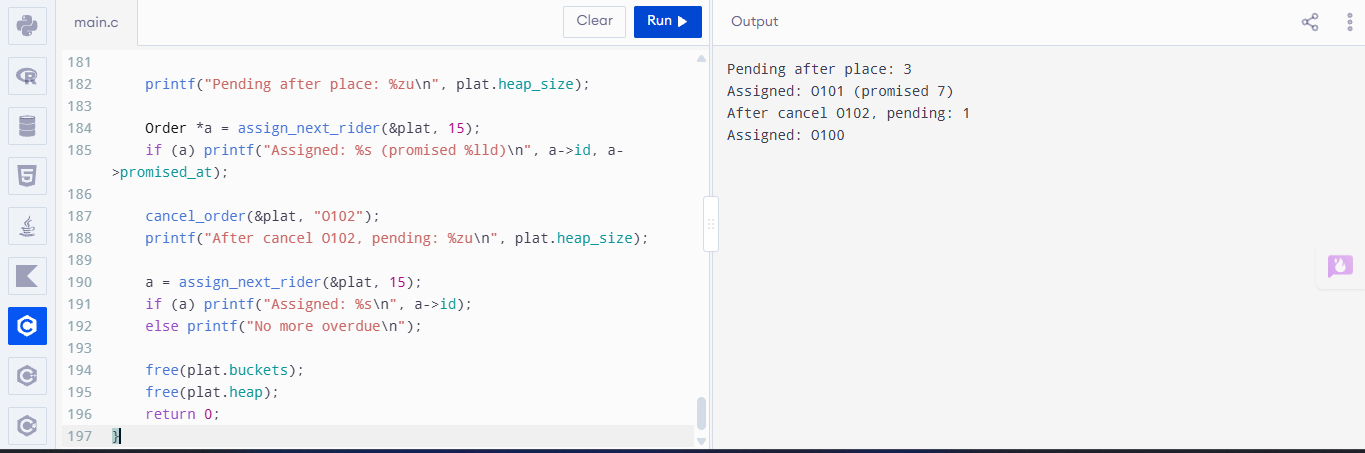 main.c
Clear
Run
Output
181
182 printf("Pending after place: %zu\n", plat.heap_size);
183
184 Order *a = assign_next_rider(&plat, 15);
185 if (a) printf("Assigned: %s (promised %lld)\n", a->id, a-
>promised_at);
186
187 cancel_order(&plat, "O102");
188 printf("After cancel O102, pending: %zu\n", plat.heap_size);
189
190 a = assign_next_rider(&plat, 15);
191 if (a) printf("Assigned: %s\n", a->id);
192 else printf("No more overdue\n");
193
194 free(plat.buckets);
195 free(plat.heap);
196 return 0;
197 }
Pending after place: 3
Assigned: O101 (promised 7)
After cancel O102, pending: 1
Assigned: O100